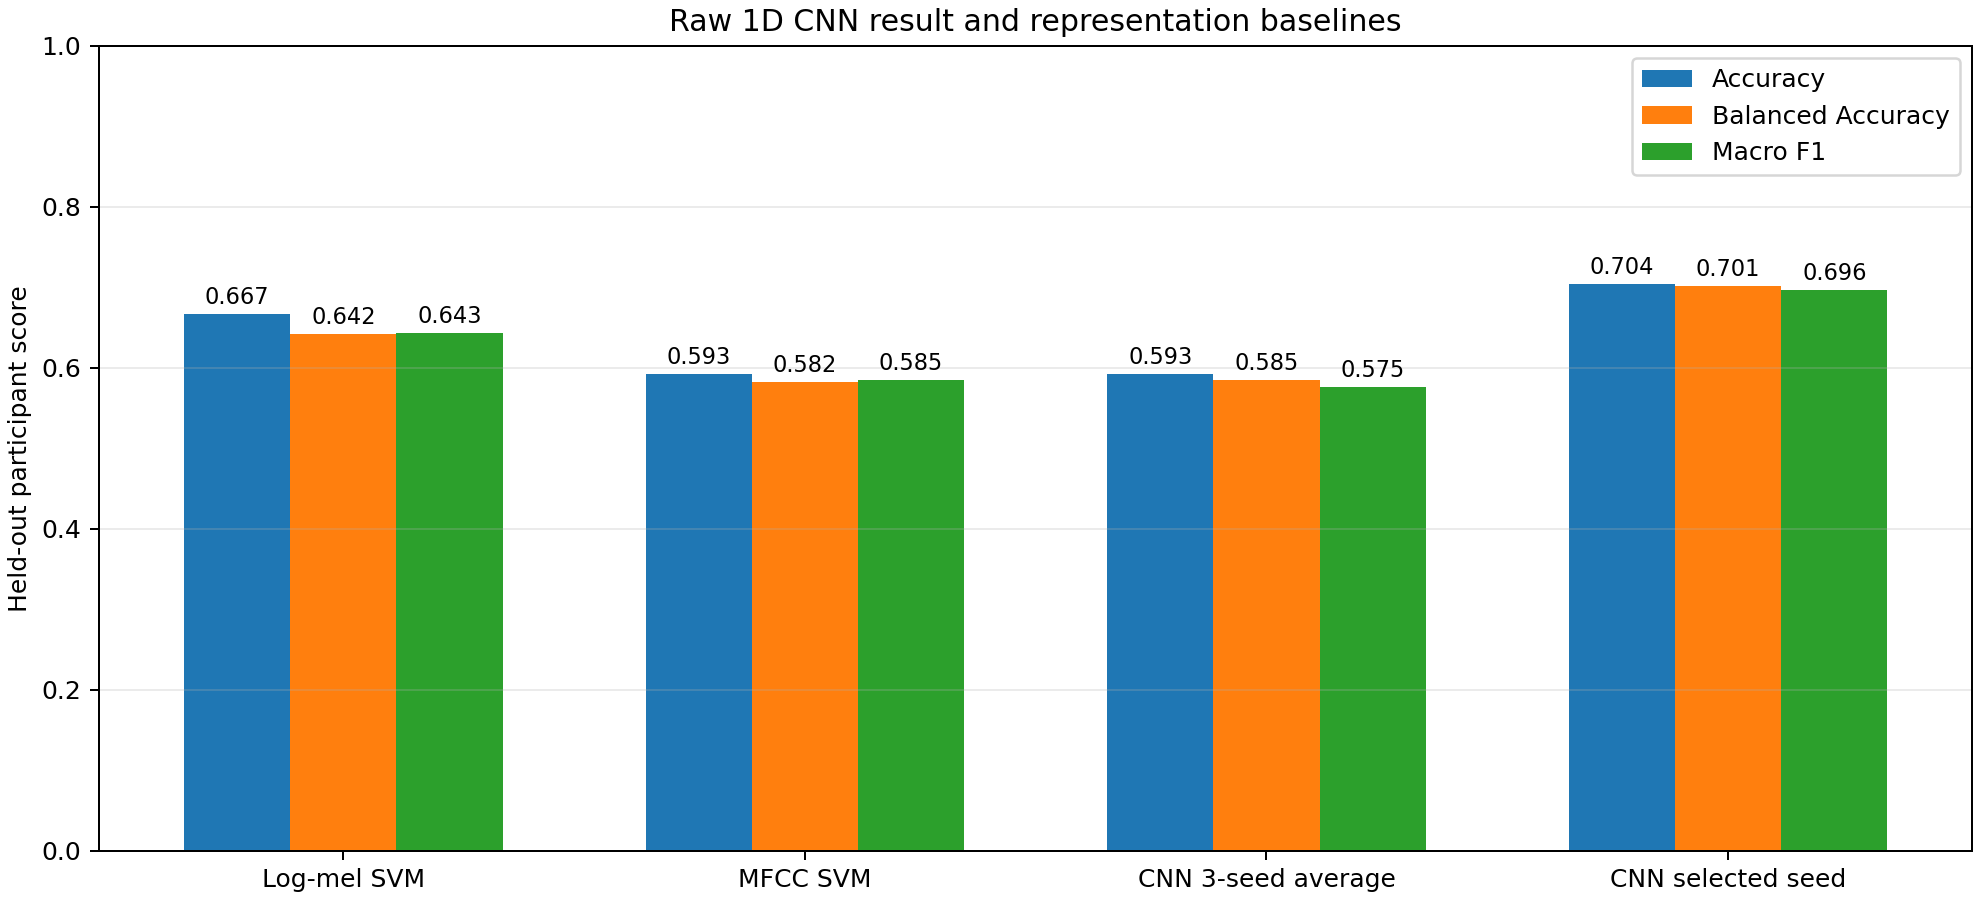 Raw 1D CNN result and representation baselines
Held-out participant score
1.0
0.8
0.6
0.4
0.2
0.0
Accuracy
Balanced Accuracy
Macro F1
0.667
0.642
0.643
0.593
0.582
0.585
0.593
0.585
0.575
0.704
0.701
0.696
Log-mel SVM
MFCC SVM
CNN 3-seed average
CNN selected seed